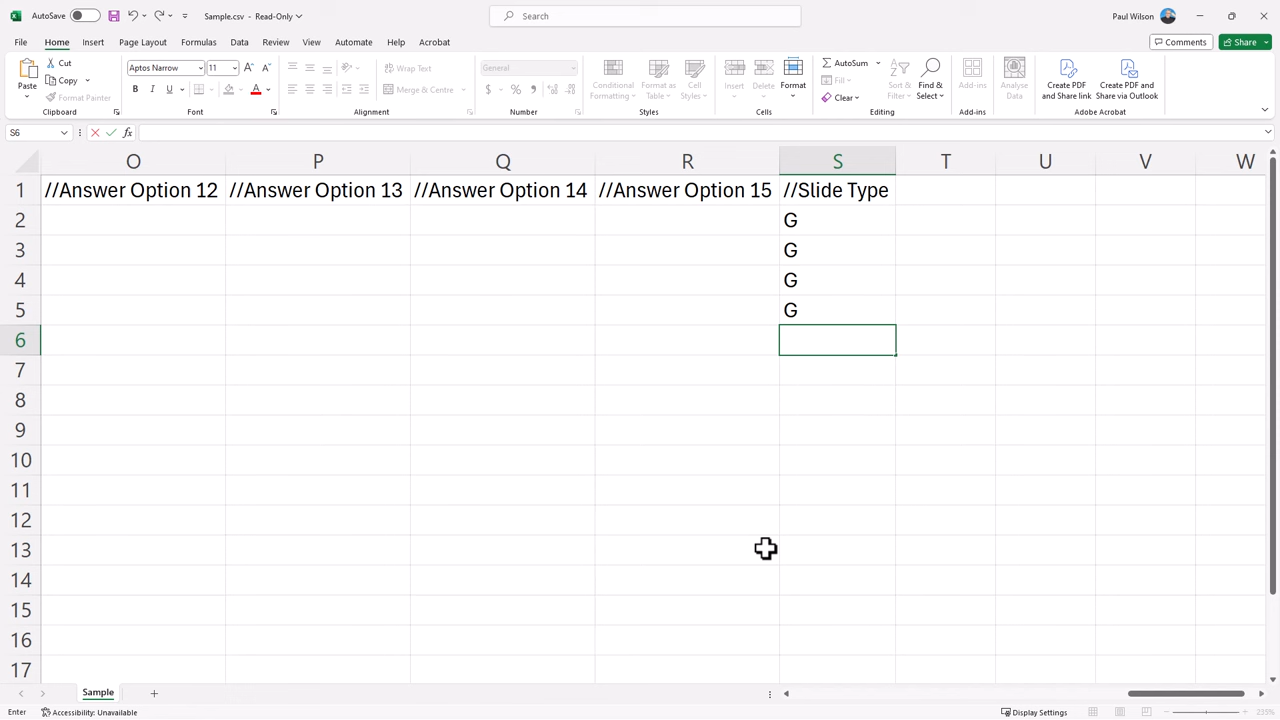 AutoSave Sample.csv - Read-Only Search Paul Wilson
File Home Insert Page Layout Formulas Data Review View Automate Help Acrobat Comments Share
Paste Cut Copy Format Painter Clipboard
Aptos Narrow 11 A A B I U A Font
ab Wrap Text Merge & Centre Alignment
General $ % , Number
Conditional Formatting Format as Table Cell Styles Styles
Insert Delete Format Cells
AutoSum Fill Clear Sort & Filter Find & Select Editing
Add-ins Add-ins
Analyse Data
Create PDF and Share link Create PDF and Share via Outlook Adobe Acrobat
S6 fx
O P Q R S T U V W
1 //Answer Option 12 //Answer Option 13 //Answer Option 14 //Answer Option 15 //Slide Type
2 G
3 G
4 G
5 G
6
7
8
9
10
11
12
13
14
15
16
17
Sample
Enter Accessibility: Unavailable Display Settings 235%